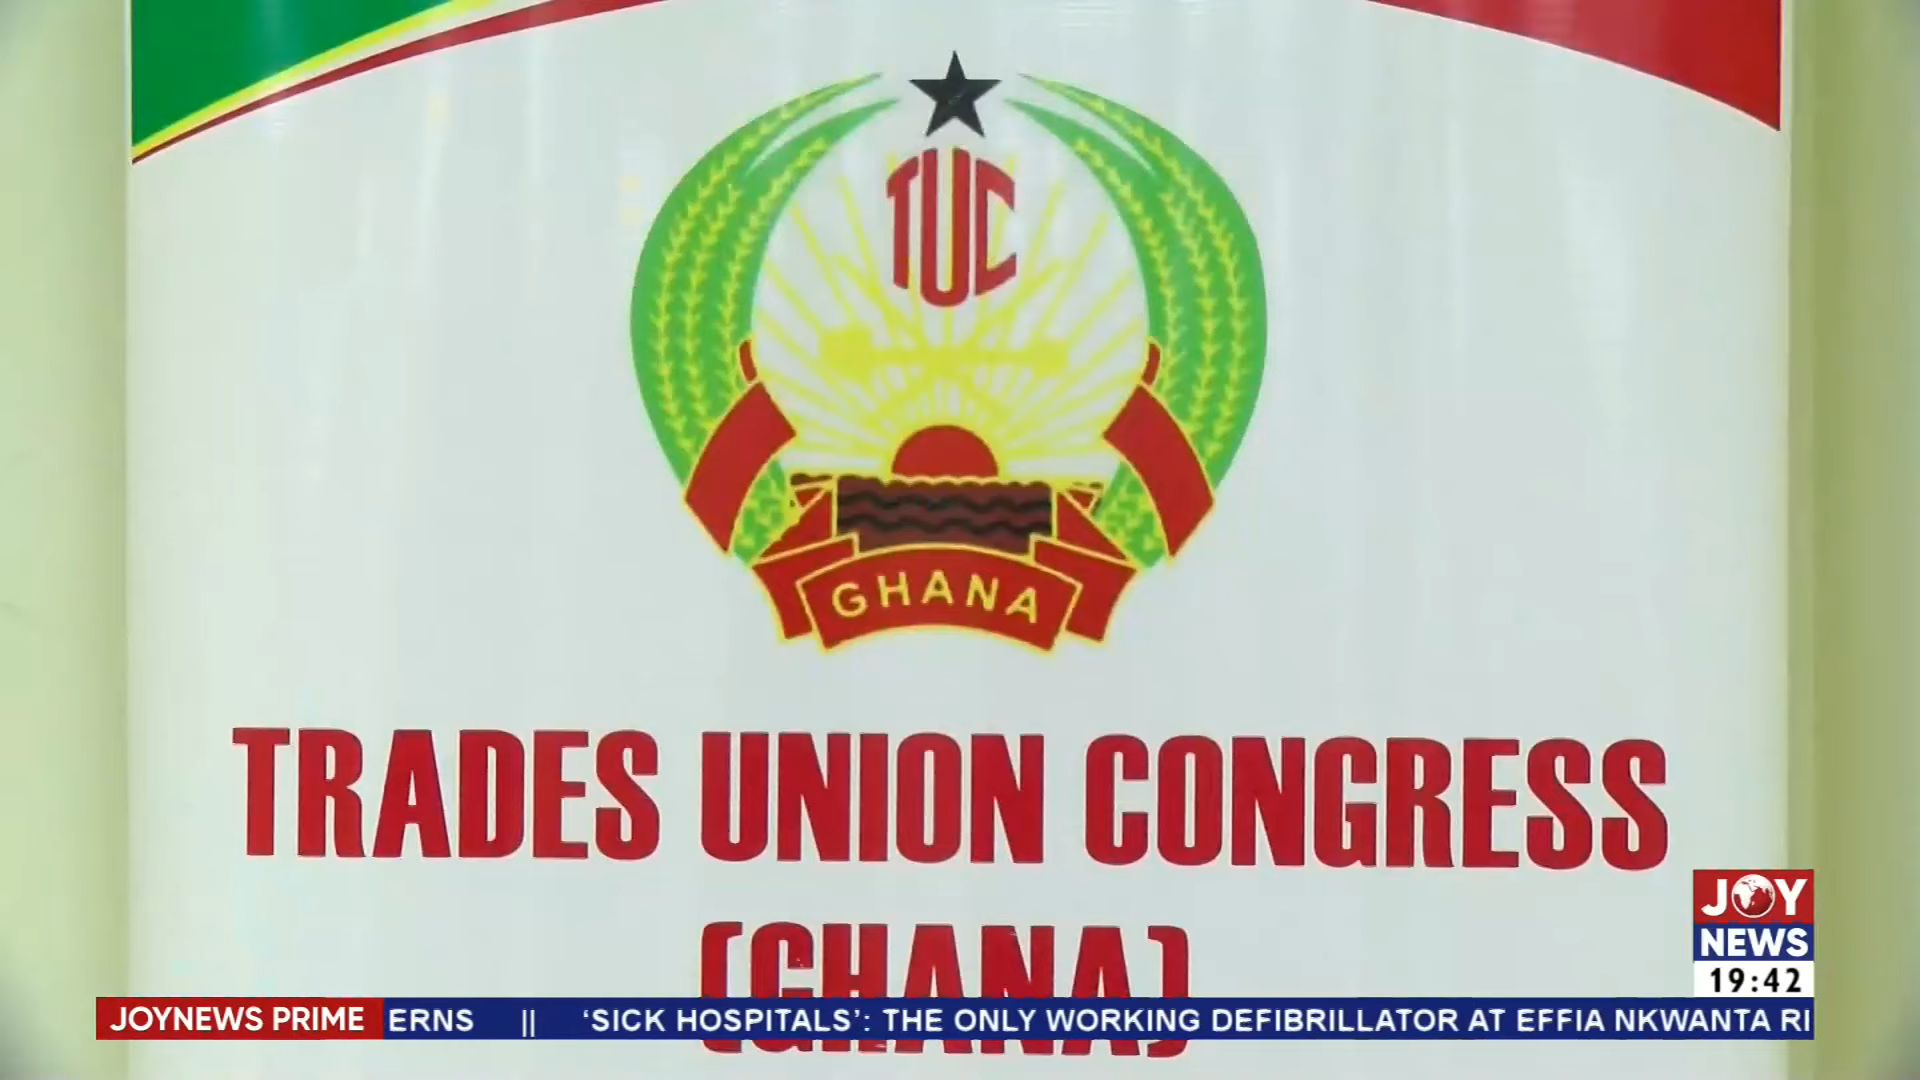 TUC
GHANA
TRADES UNION CONGRESS
(GHANA)
JOY
NEWS
19:42
JOYNEWS PRIME
ERNS || ‘SICK HOSPITALS’: THE ONLY WORKING DEFIBRILLATOR AT EFFIA NKWANTA RI